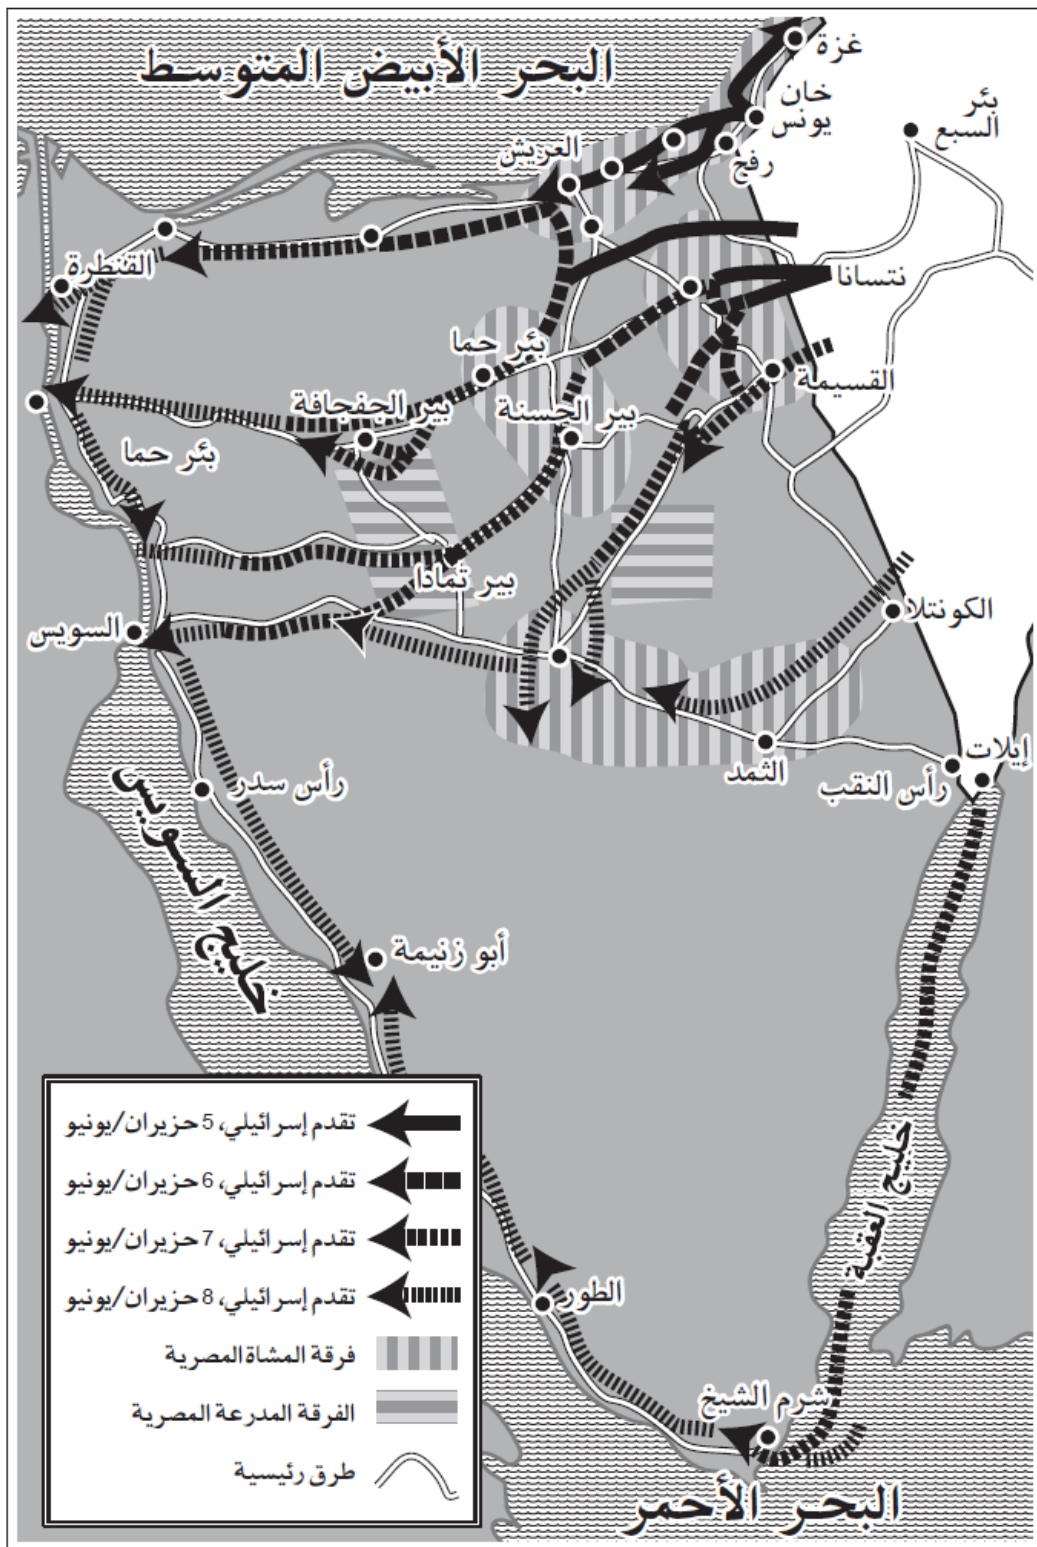 البحر الأبيض المتوسط
غزة
خان
يونس
بئر
السبع
رفح
العريش
القنطرة
نتسانا
بئر حما
القسيمة
بير الجفجافة
بير الحسنة
بئر حما
بير تمادا
الكونتلا
السويس
إيلات
رأس النقب
الثمد
رأس سدر
خليج السويس
أبو زنيمة
خليج العقبة
الطور
شرم الشيخ
البحر الأحمر
تقدم إسرائيلي، 5 حزيران/يونيو
تقدم إسرائيلي، 6 حزيران/يونيو
تقدم إسرائيلي، 7 حزيران/يونيو
تقدم إسرائيلي، 8 حزيران/يونيو
فرقة المشاة المصرية
الفرقة المدرعة المصرية
طرق رئيسية